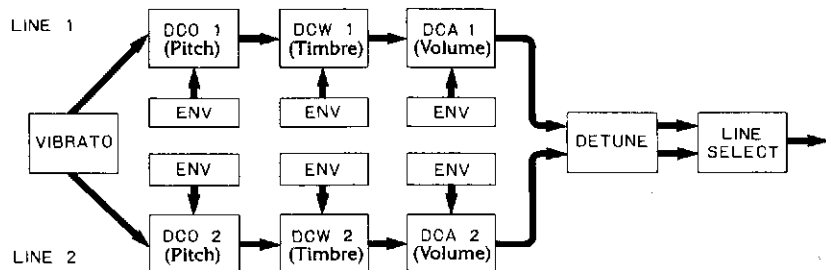 LINE 1
DCO 1
(Pitch)
DCW 1
(Timbre)
DCA 1
(Volume)
ENV
ENV
ENV
VIBRATO
DETUNE
LINE
SELECT
ENV
ENV
ENV
DCO 2
(Pitch)
DCW 2
(Timbre)
DCA 2
(Volume)
LINE 2